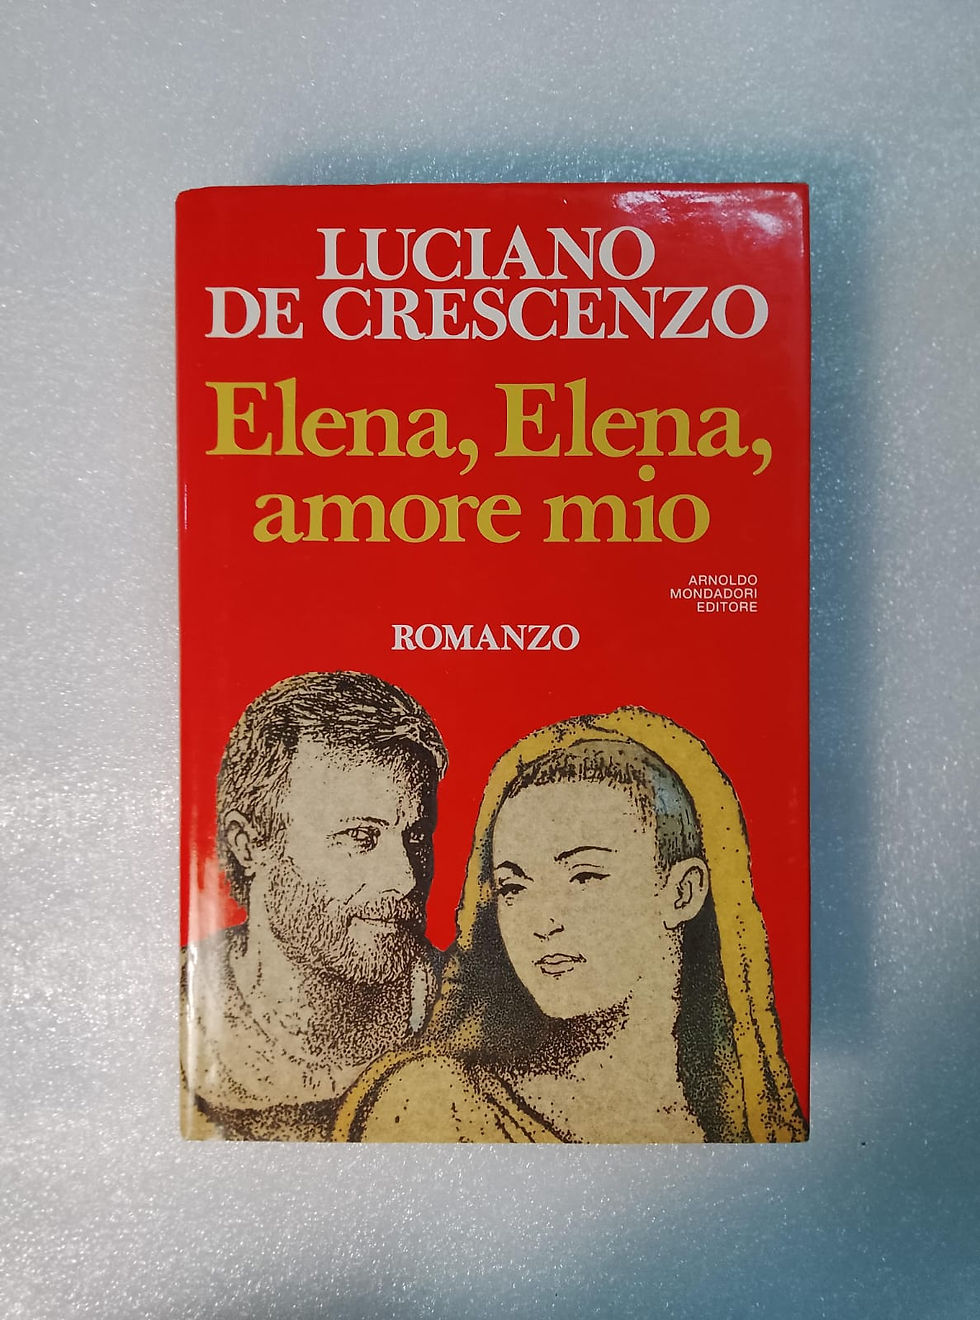 LUCIANO
DE CRESCENZO
Elena, Elena,
amore mio
ARNOLDO
MONDADORI
EDITORE
ROMANZO